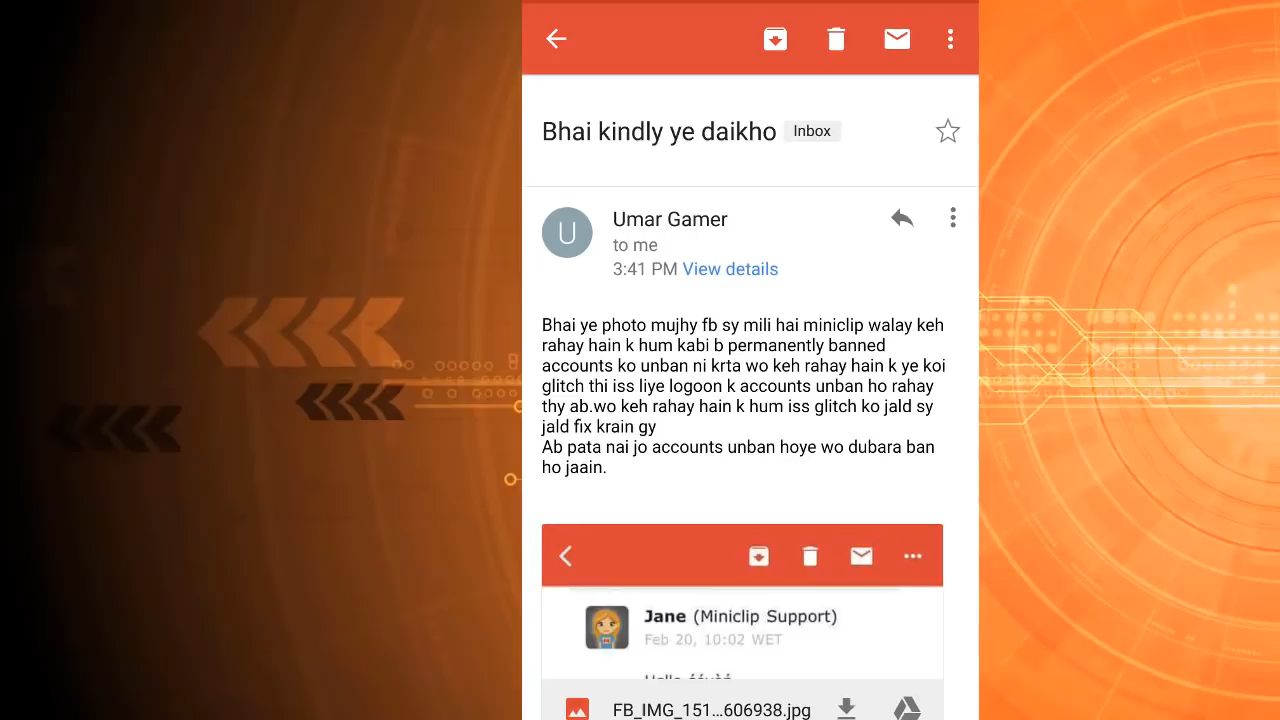 Bhai kindly ye daikho Inbox
U
Umar Gamer
to me
3:41 PM View details
Bhai ye photo mujhy fb sy mili hai miniclip walay keh
rahay hain k hum kabi b permanently banned
accounts ko unban ni krta wo keh rahay hain k ye koi
glitch thi iss liye logoon k accounts unban ho rahay
thy ab.wo keh rahay hain k hum iss glitch ko jald sy
jald fix krain gy
Ab pata nai jo accounts unban hoye wo dubara ban
ho jaain.
Jane (Miniclip Support)
Feb 20, 10:02 WET
FB_IMG_151...606938.jpg